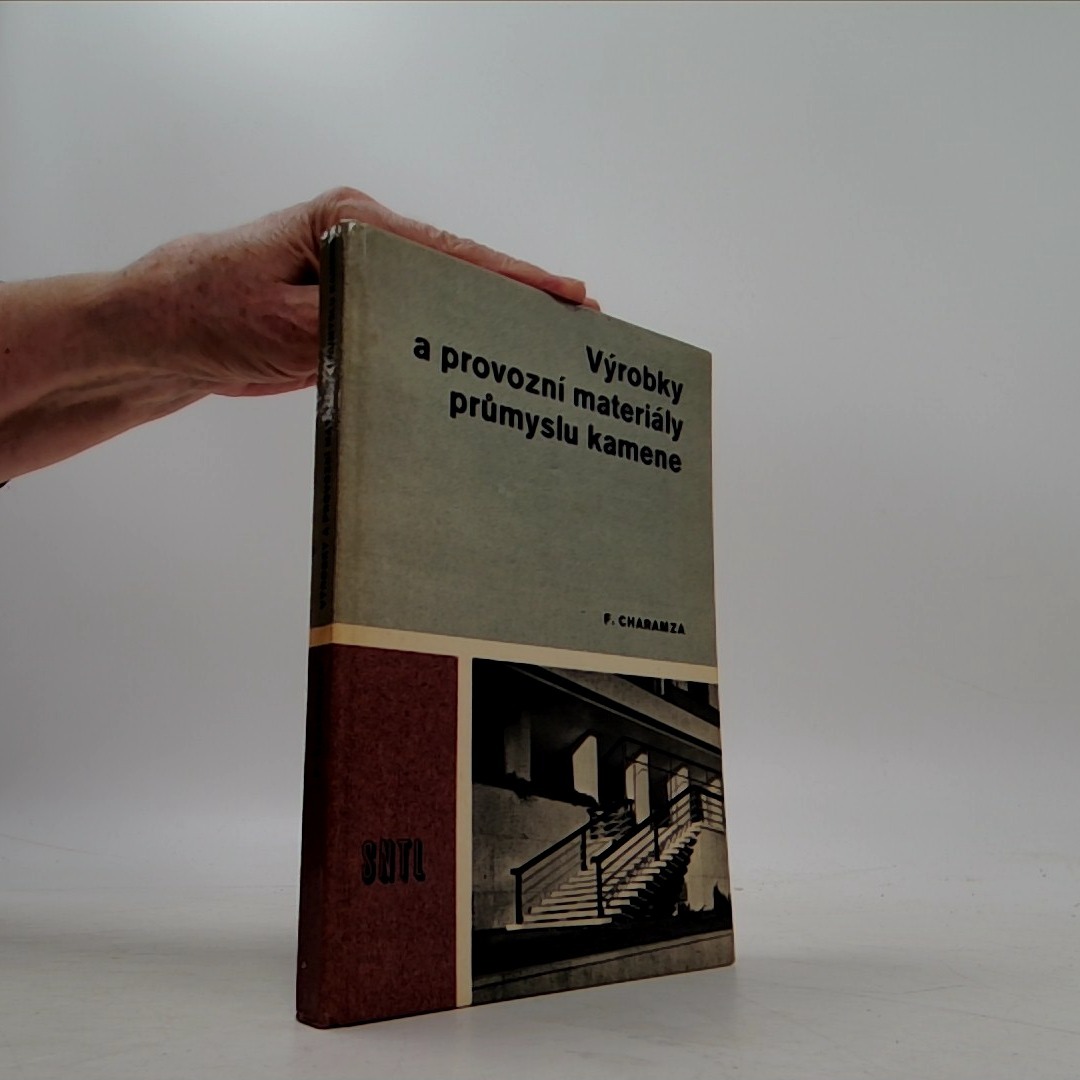 Výrobky
a provozní materiály
průmyslu kamene
F. CHARAMZA
SNTL